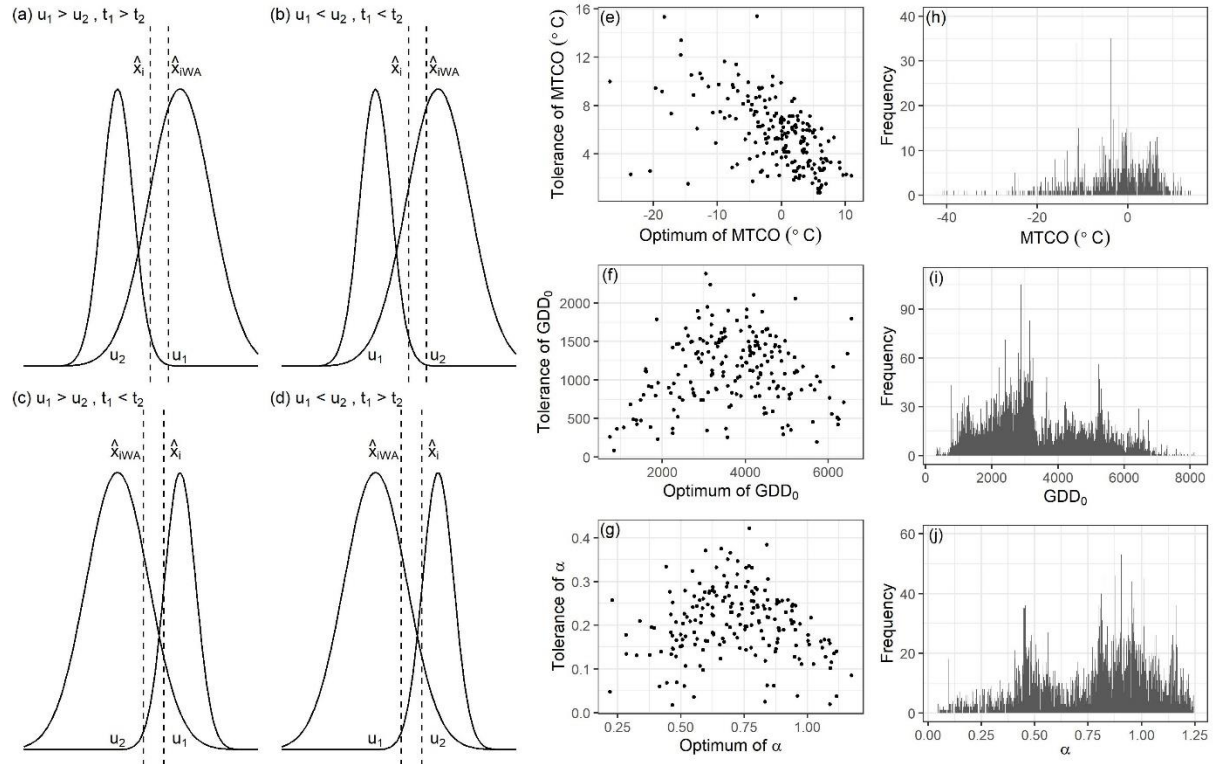 (a) u₁ > u₂ , t₁ > t₂
x̂ᵢ
x̂ᵢWA
u₂
u₁
(b) u₁ < u₂ , t₁ < t₂
x̂ᵢ
x̂ᵢWA
u₁
u₂
(c) u₁ > u₂ , t₁ < t₂
x̂ᵢWA
x̂ᵢ
u₂
u₁
(d) u₁ < u₂ , t₁ > t₂
x̂ᵢWA
x̂ᵢ
u₁
u₂
(e)
Tolerance of MTCO (° C)
16
12
8
4
-20
-10
0
10
Optimum of MTCO (° C)
(h)
Frequency
40
30
20
10
0
-40
-20
0
MTCO (° C)
(f)
Tolerance of GDD₀
2000
1500
1000
500
0
2000
4000
6000
Optimum of GDD₀
(i)
Frequency
90
60
30
0
0
2000
4000
6000
8000
GDD₀
(g)
Tolerance of α
0.4
0.3
0.2
0.1
0.0
0.25
0.50
0.75
1.00
Optimum of α
(j)
Frequency
60
40
20
0
0.00
0.25
0.50
0.75
1.00
1.25
α